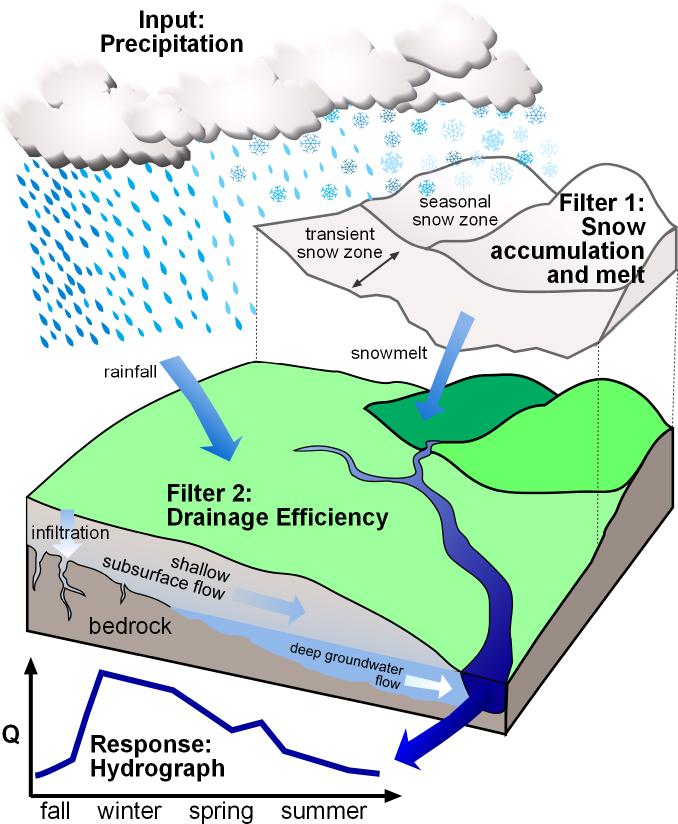 Input:
Precipitation
seasonal
snow zone
Filter 1:
Snow
accumulation
and melt
transient
snow zone
snowmelt
rainfall
Filter 2:
Drainage Efficiency
infiltration
shallow
subsurface flow
bedrock
deep groundwater
flow
Q
Response:
Hydrograph
fall winter spring summer